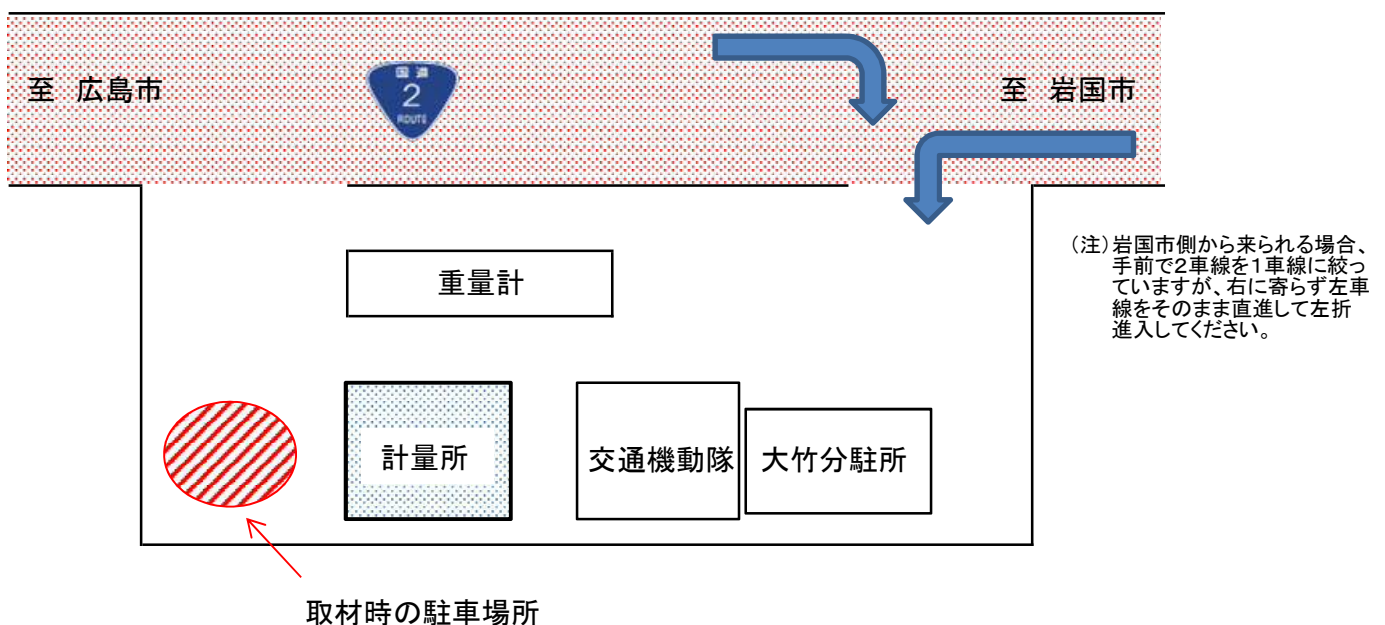 至 広島市
国道
2
ROUTE
至 岩国市
(注)岩国市側から来られる場合、
手前で2車線を1車線に絞っ
ていますが、右に寄らず左車
線をそのまま直進して左折
進入してください。
重量計
計量所
交通機動隊
大竹分駐所
取材時の駐車場所